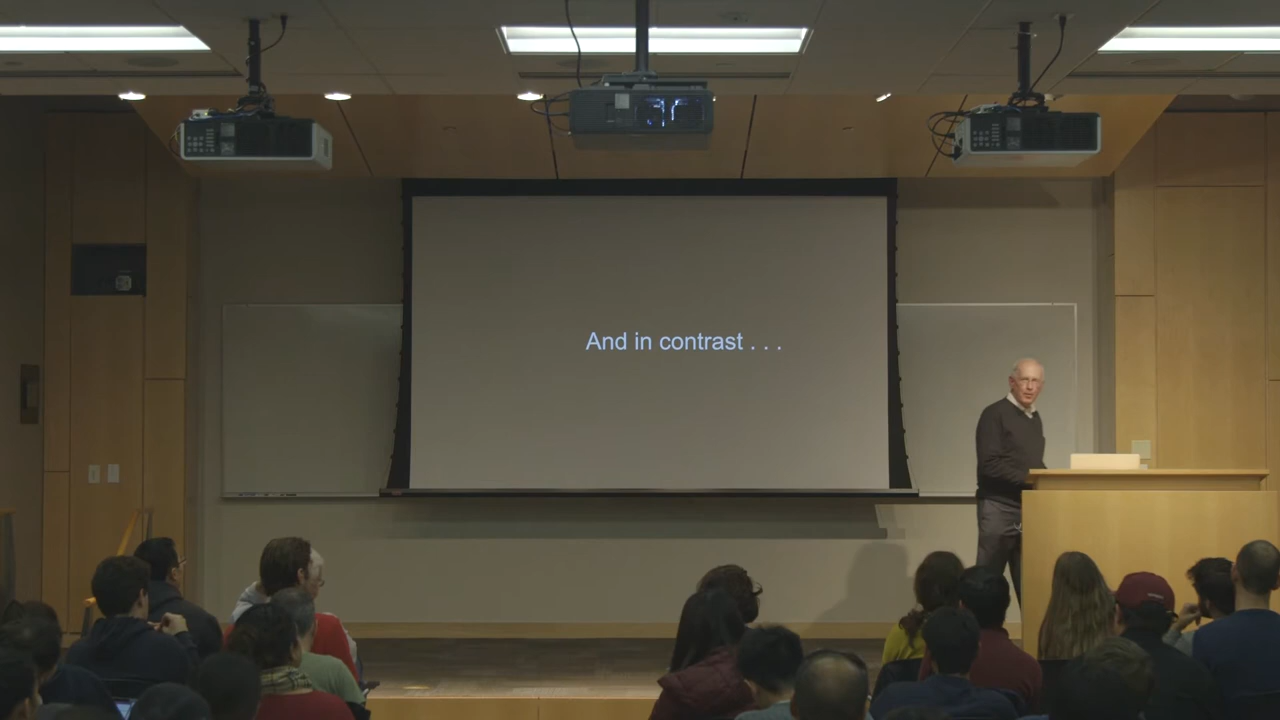 And in contrast . . .